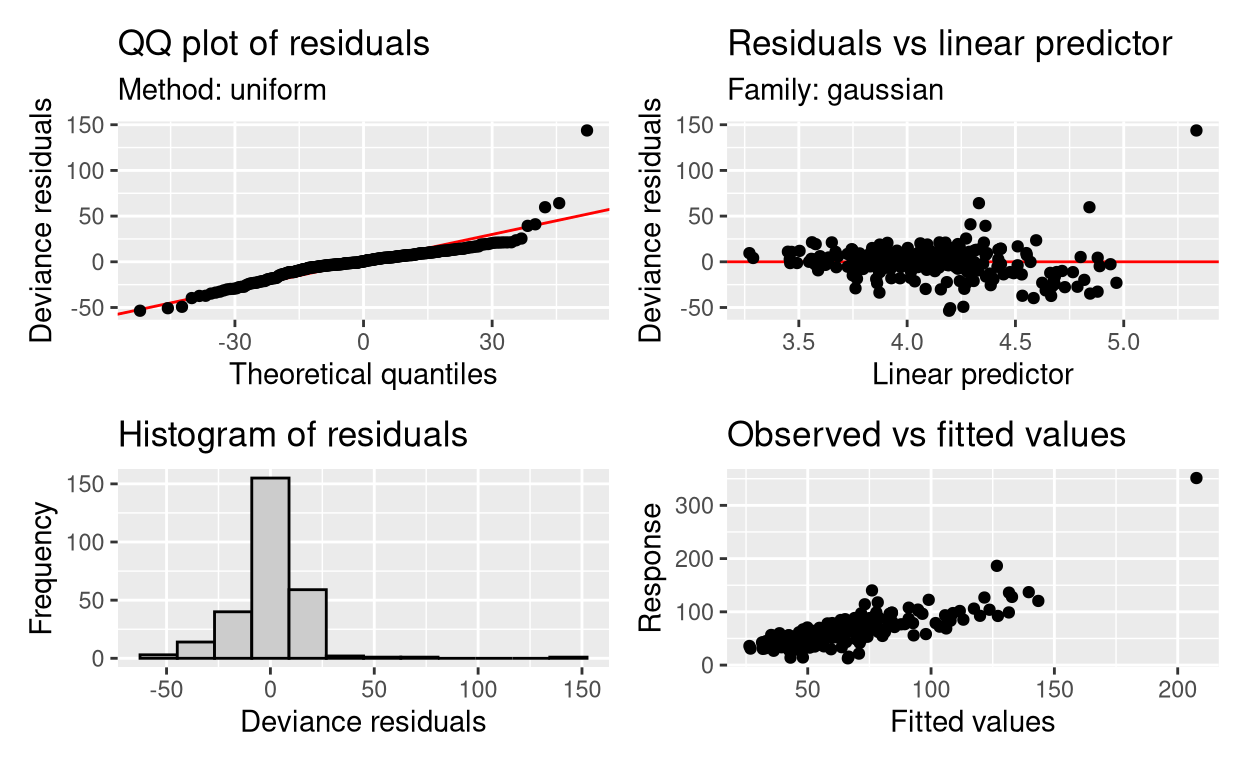 QQ plot of residuals
Method: uniform
Deviance residuals
150
100
50
0
-50
-30
0
30
Theoretical quantiles
Residuals vs linear predictor
Family: gaussian
Deviance residuals
150
100
50
0
-50
3.5
4.0
4.5
5.0
Linear predictor
Histogram of residuals
Frequency
150
100
50
0
-50
0
50
100
150
Deviance residuals
Observed vs fitted values
Response
300
200
100
0
50
100
150
200
Fitted values